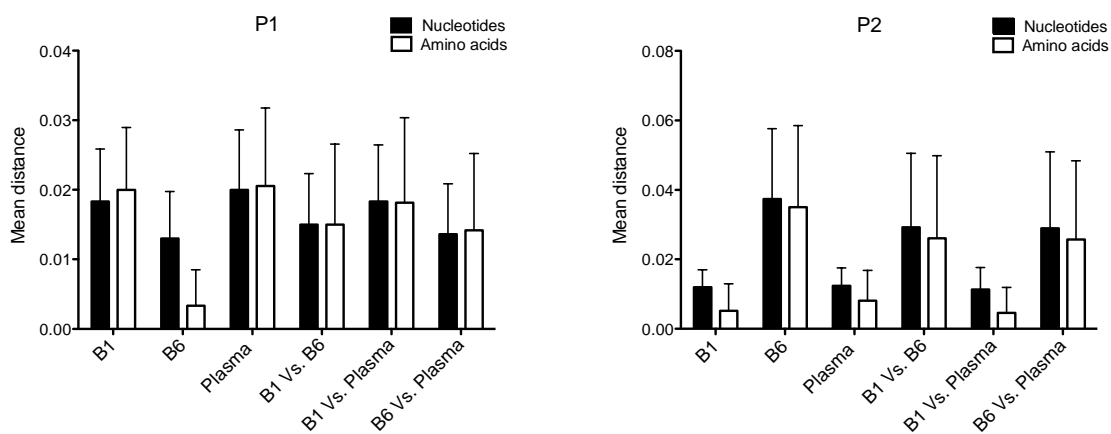 P1
Nucleotides
Amino acids
0.04
0.03
0.02
0.01
0.00
Mean distance
B1
B6
Plasma
B1 Vs. B6
B1 Vs. Plasma
B6 Vs. Plasma
P2
Nucleotides
Amino acids
0.08
0.06
0.04
0.02
0.00
Mean distance
B1
B6
Plasma
B1 Vs. B6
B1 Vs. Plasma
B6 Vs. Plasma